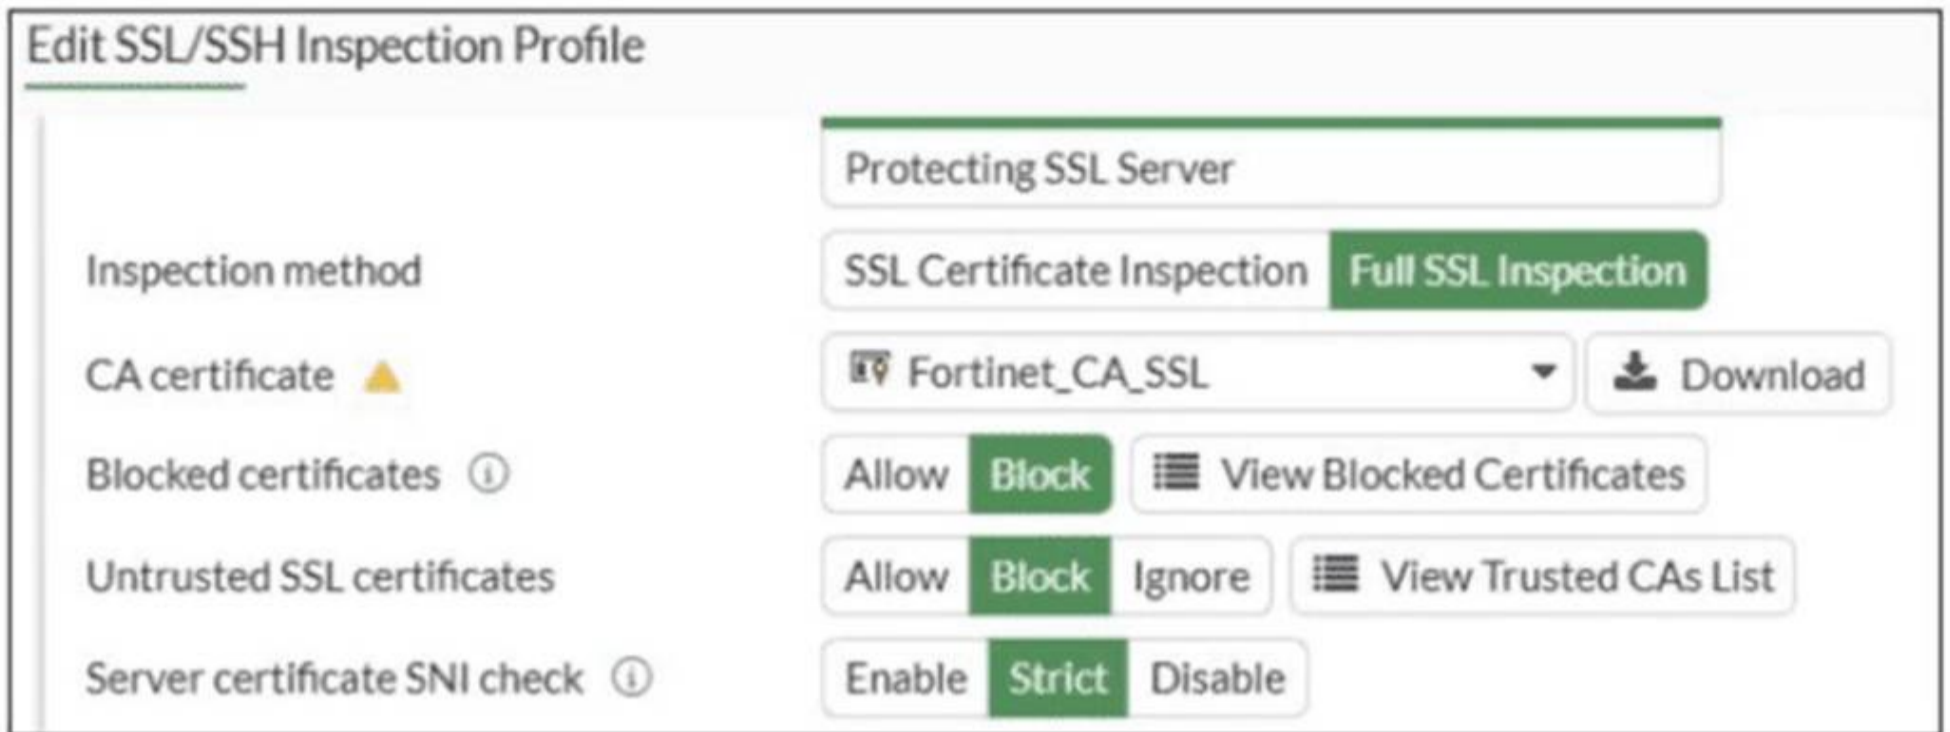 Edit SSL/SSH Inspection Profile
Protecting SSL Server
Inspection method SSL Certificate Inspection Full SSL Inspection
CA certificate Fortinet_CA_SSL Download
Blocked certificates Allow Block View Blocked Certificates
Untrusted SSL certificates Allow Block Ignore View Trusted CAs List
Server certificate SNI check Enable Strict Disable